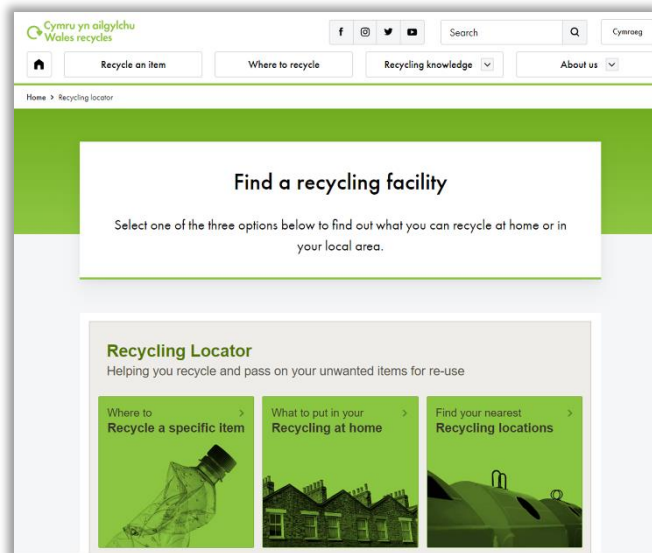 Cymru yn ailgylchu
Wales recycles
f
Search
Cymraeg
Recycle an item
Where to recycle
Recycling knowledge
About us
Home > Recycling locator
Find a recycling facility
Select one of the three options below to find out what you can recycle at home or in
your local area.
Recycling Locator
Helping you recycle and pass on your unwanted items for re-use
Where to >
Recycle a specific item
What to put in your >
Recycling at home
Find your nearest >
Recycling locations